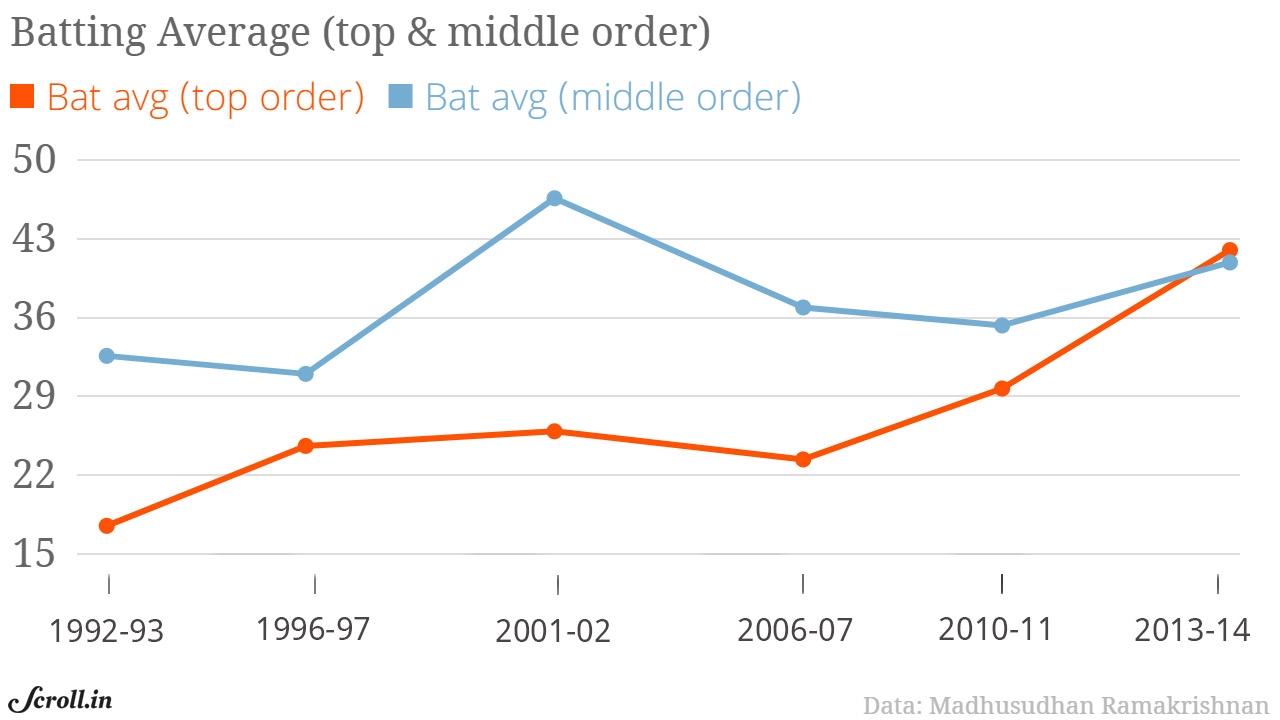 Batting Average (top & middle order)
Bat avg (top order) Bat avg (middle order)
50
43
36
29
22
15
1992-93 1996-97 2001-02 2006-07 2010-11 2013-14
Scroll.in
Data: Madhusudhan Ramakrishnan